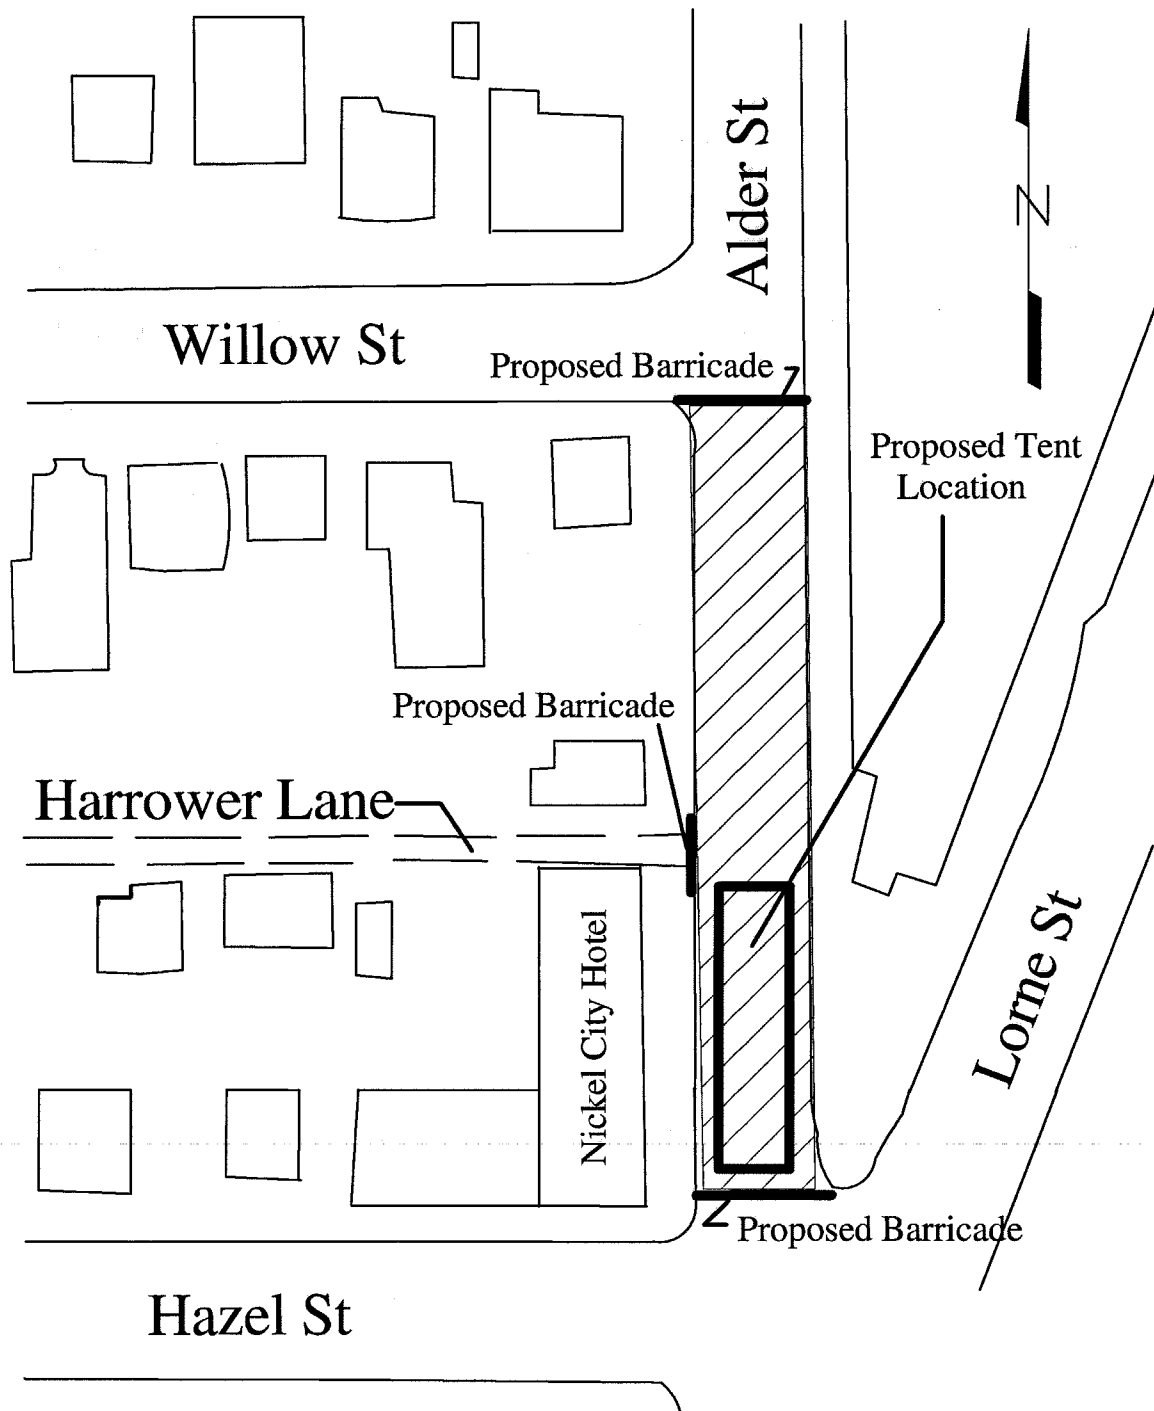 Alder St
Willow St
Proposed Barricade
N
Proposed Tent
Location
Proposed Barricade
Harrower Lane
Nickel City Hotel
Lorne St
Proposed Barricade
Hazel St